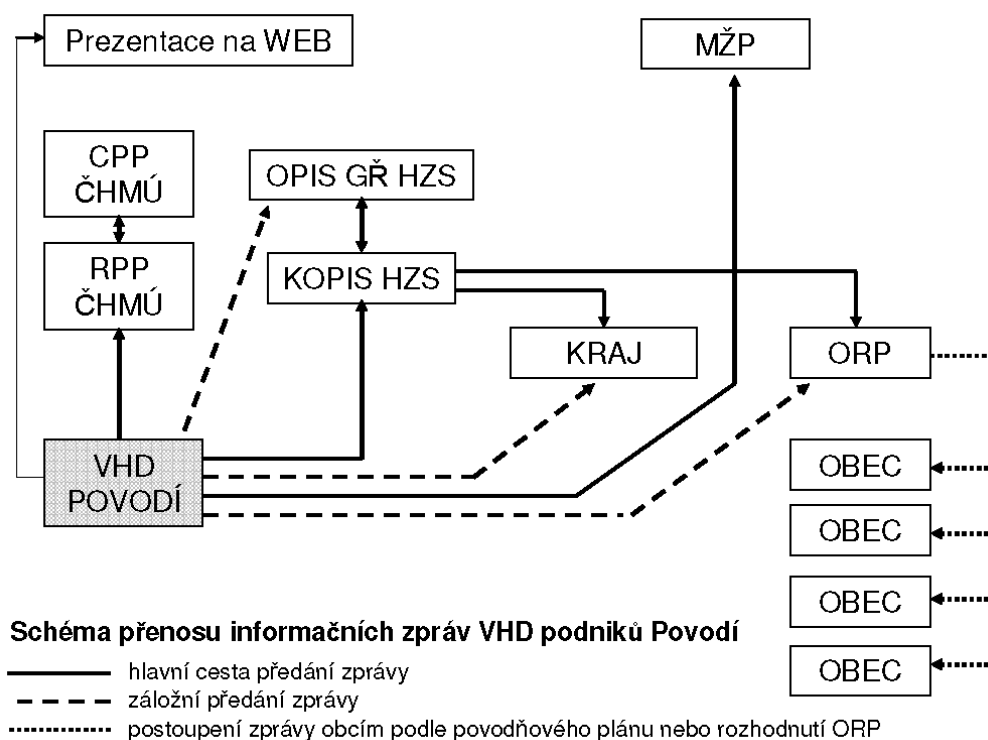 Prezentace na WEB
MŽP
CPP
ČHMÚ
OPIS GŘ HZS
RPP
ČHMÚ
KOPIS HZS
KRAJ
ORP
VHD
POVODÍ
OBEC
OBEC
OBEC
OBEC
Schéma přenosu informačních zpráv VHD podniků Povodí
hlavní cesta předání zprávy
záložní předání zprávy
postoupení zprávy obcím podle povodňového plánu nebo rozhodnutí ORP